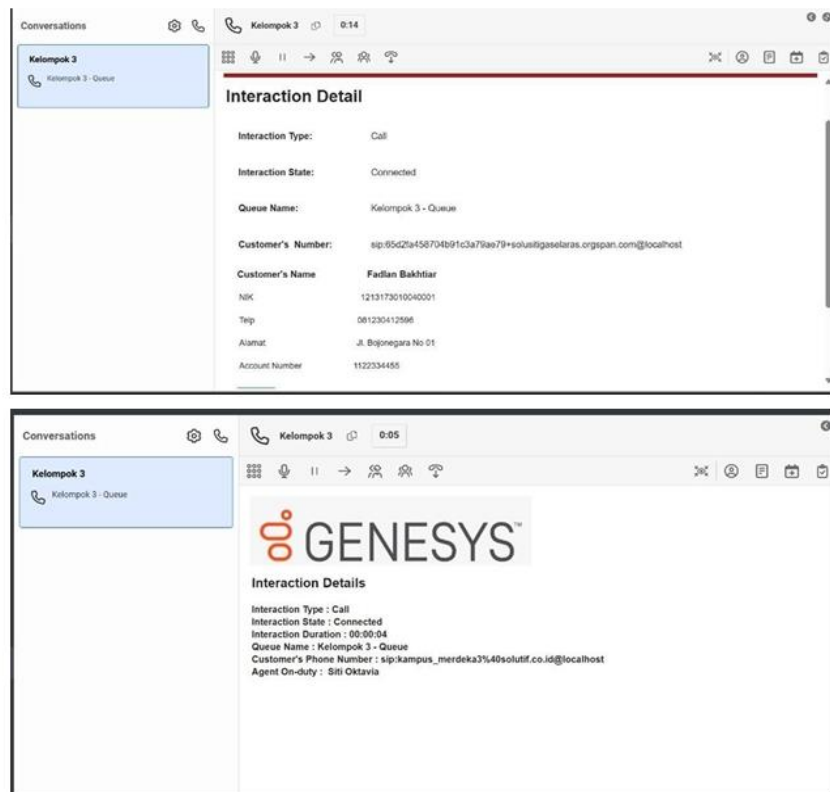 Conversations
Kelompok 3
0:14
Kelompok 3
Kelompok 3 - Queue
Interaction Detail
Interaction Type: Call
Interaction State: Connected
Queue Name: Kelompok 3 - Queue
Customer's Number: sip:65d2fa458704b91c3a79ae79+solusitigaselaras.orgspan.com@localhost
Customer's Name Fadlan Bakhtiar
NIK 1213173010040001
Telp 081230412596
Alamat JI. Bojonegara No 01
Account Number 1122334455
Conversations
Kelompok 3
0:05
Kelompok 3
Kelompok 3 - Queue
GENESYS™
Interaction Details
Interaction Type : Call
Interaction State : Connected
Interaction Duration : 00:00:04
Queue Name : Kelompok 3 - Queue
Customer's Phone Number : sip:kampus_merdeka3%40solutif.co.id@localhost
Agent On-duty : Siti Oktavia